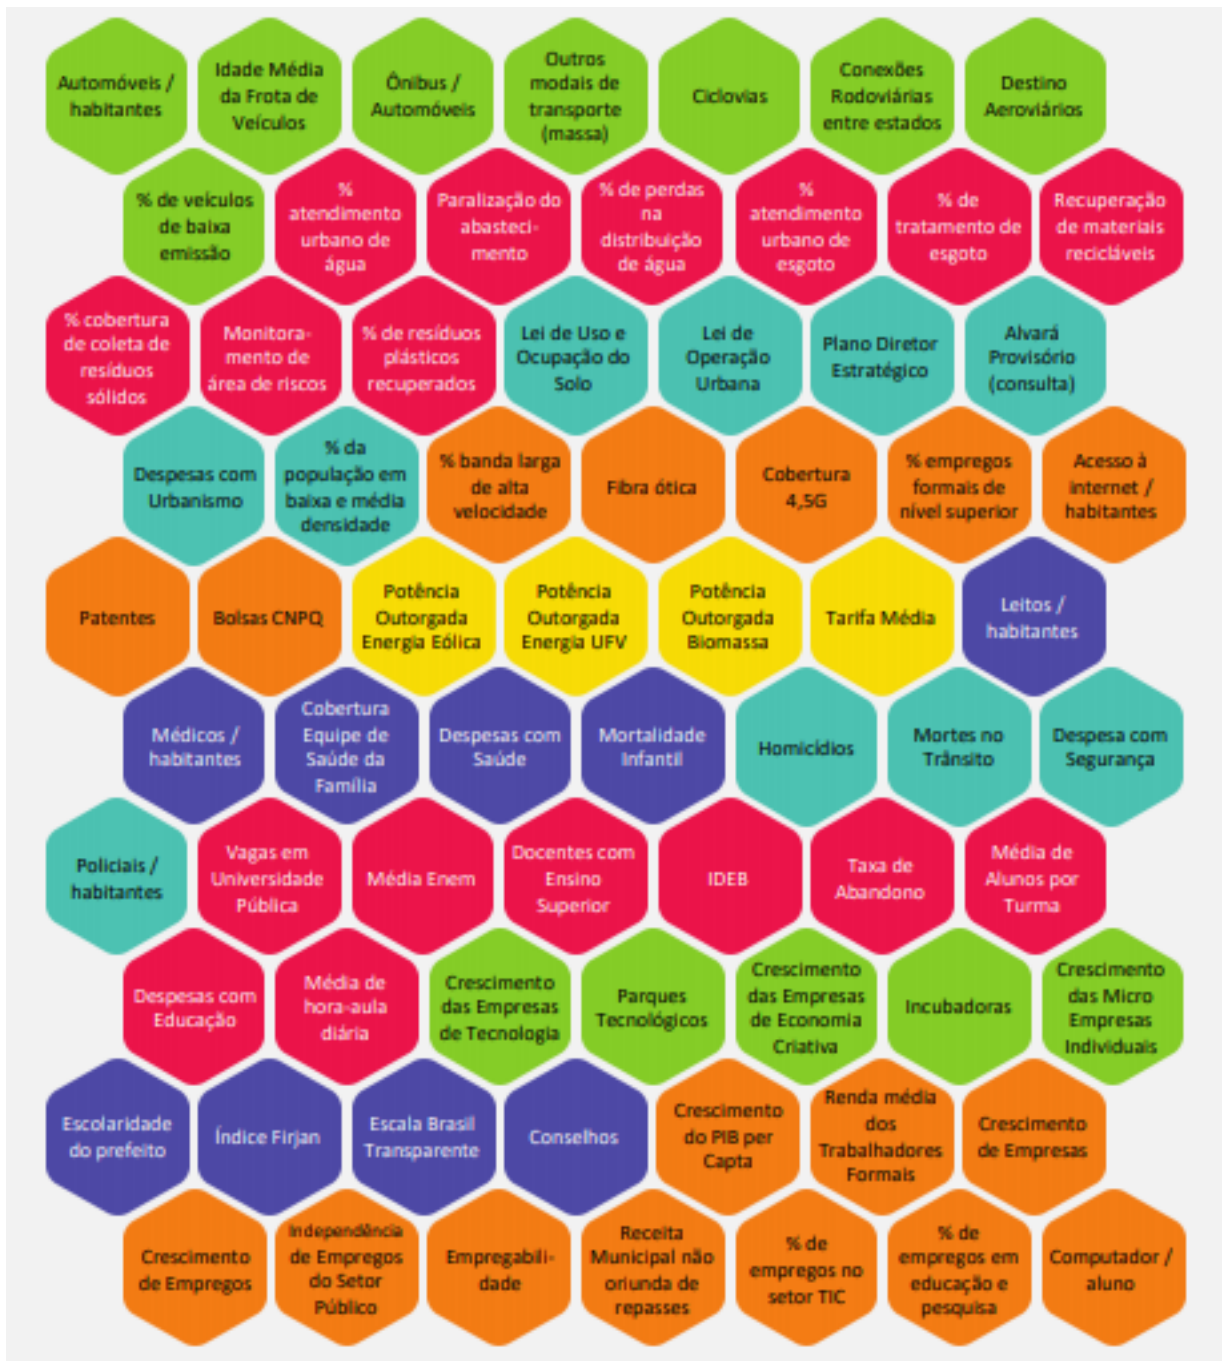 Automóveis /
habitantes
Idade Média
da Frota de
Veículos
Ônibus /
Automóveis
Outros
modais de
transporte
(massa)
Ciclovias
Conexões
Rodoviárias
entre estados
Destino
Aeroviários
% de veículos
de baixa
emissão
%
atendimento
urbano de
água
Paralização do
abasteci-
mento
% de perdas
na
distribuição
de água
%
atendimento
urbano de
esgoto
% de
tratamento de
esgoto
Recuperação
de materiais
recicláveis
% cobertura
de coleta de
resíduos
sólidos
Monitora-
mento de
área de riscos
% de resíduos
plásticos
recuperados
Lei de Uso e
Ocupação do
Solo
Lei de
Operação
Urbana
Plano Diretor
Estratégico
Alvará
Provisório
(consulta)
Despesas com
Urbanismo
% da
população em
baixa e média
densidade
% banda larga
de alta
velocidade
Fibra ótica
Cobertura
4,5G
% empregos
formais de
nível superior
Acesso à
internet /
habitantes
Patentes
Bolsas CNPQ
Potência
Outorgada
Energia Eólica
Potência
Outorgada
Energia UFV
Potência
Outorgada
Biomassa
Tarifa Média
Leitos /
habitantes
Médicos /
habitantes
Cobertura
Equipe de
Saúde da
Família
Despesas com
Saúde
Mortalidade
Infantil
Homicídios
Mortes no
Trânsito
Despesa com
Segurança
Policiais /
habitantes
Vagas em
Universidade
Pública
Média Enem
Docentes com
Ensino
Superior
IDEB
Taxa de
Abandono
Média de
Alunos por
Turma
Despesas com
Educação
Média de
hora-aula
diária
Crescimento
das Empresas
de Tecnologia
Parques
Tecnológicos
Crescimento
das Empresas
de Economia
Criativa
Incubadoras
Crescimento
das Micro
Empresas
Individuais
Escolaridade
do prefeito
Índice Firjan
Escala Brasil
Transparente
Conselhos
Crescimento
do PIB per
Capta
Renda média
dos
Trabalhadores
Formais
Crescimento
de Empresas
Crescimento
de Empregos
Independência
de Empregos
do Setor
Público
Empregabili-
dade
Receita
Municipal não
oriunda de
repasses
% de
empregos no
setor TIC
% de
empregos em
educação e
pesquisa
Computador /
aluno